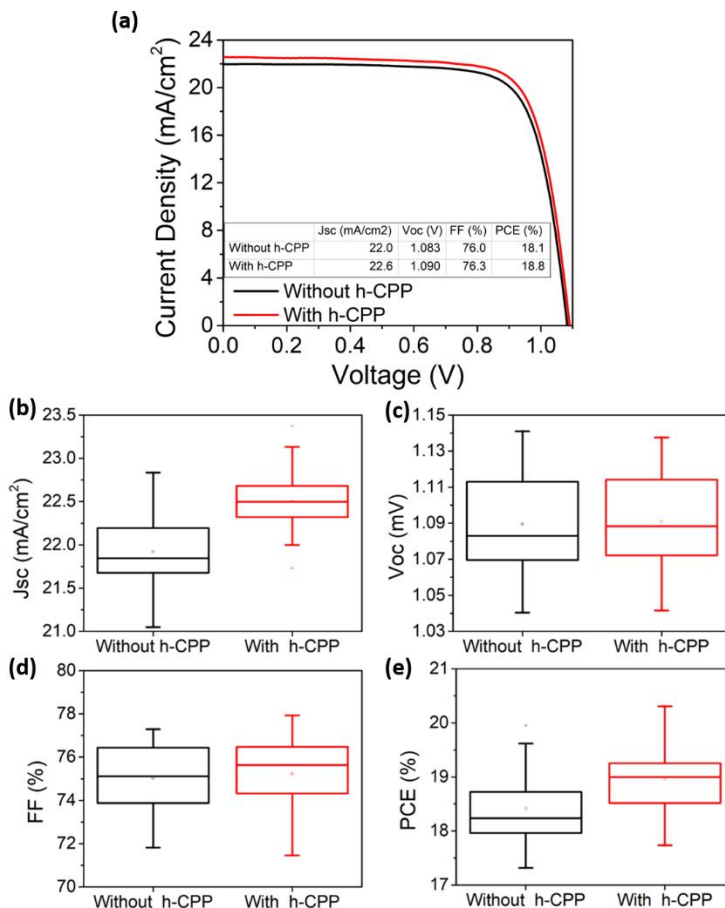 (a)
Current Density (mA/cm²)
24
20
16
12
8
4
0
Jsc (mA/cm2) Voc (V) FF (%) PCE (%)
Without h-CPP 22.0 1.083 76.0 18.1
With h-CPP 22.6 1.090 76.3 18.8
Without h-CPP
With h-CPP
0.0 0.2 0.4 0.6 0.8 1.0
Voltage (V)
(b)
Jsc (mA/cm²)
23.5
23.0
22.5
22.0
21.5
21.0
Without h-CPP With h-CPP
(c)
Voc (mV)
1.15
1.13
1.11
1.09
1.07
1.05
1.03
Without h-CPP With h-CPP
(d)
FF (%)
80
78
76
74
72
70
Without h-CPP With h-CPP
(e)
PCE (%)
21
20
19
18
17
Without h-CPP With h-CPP